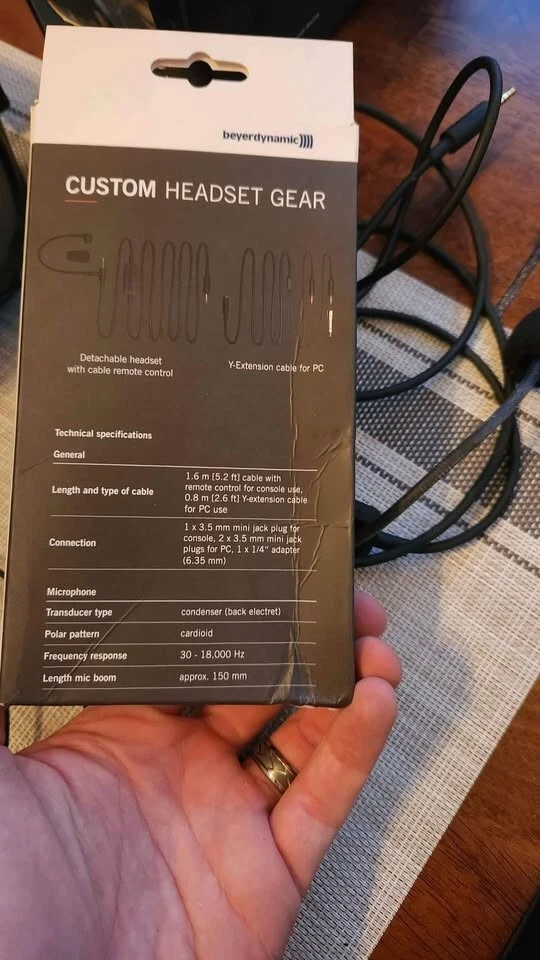 beyerdynamic))))
CUSTOM HEADSET GEAR
Detachable headset
with cable remote control
Y-Extension cable for PC
Technical specifications
General
Length and type of cable
1.6 m [5.2 ft] cable with
remote control for console use,
0.8 m [2.6 ft] Y-extension cable
for PC use
Connection
1 x 3.5 mm mini jack plug for
console, 2 x 3.5 mm mini jack
plugs for PC, 1 x 1/4" adapter
(6.35 mm)
Microphone
Transducer type
condenser (back electret)
Polar pattern
cardioid
Frequency response
30 - 18,000 Hz
Length mic boom
approx. 150 mm